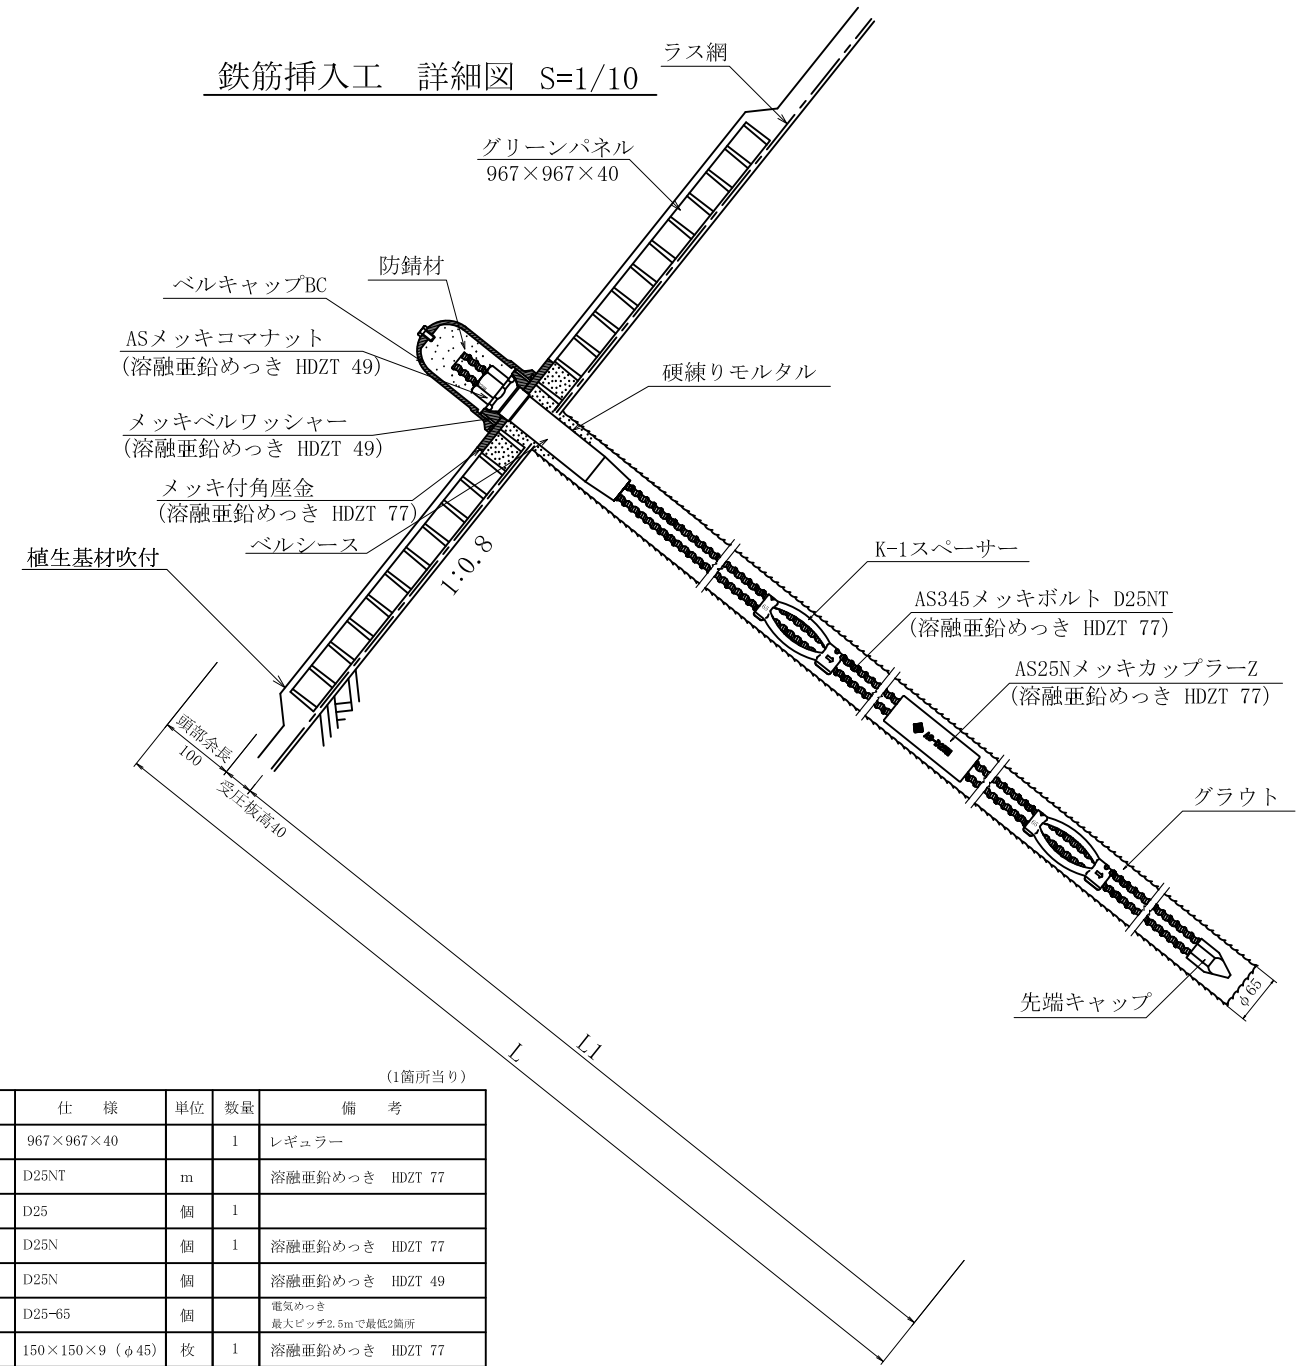 鉄筋挿入工　詳細図　S=1/10
ラス網
グリーンパネル
967×967×40
防錆材
ベルキャップBC
ASメッキコマナット
(溶融亜鉛めっき HDZT 49)
硬練りモルタル
メッキベルワッシャー
(溶融亜鉛めっき HDZT 49)
メッキ付角座金
(溶融亜鉛めっき HDZT 77)
ベルシース
植生基材吹付
1:0.8
K-1スペーサー
AS345メッキボルト D25NT
(溶融亜鉛めっき HDZT 77)
AS25NメッキカップラーZ
(溶融亜鉛めっき HDZT 77)
頭部余長
100
受圧板高40
グラウト
先端キャップ
φ65
L
L1
(1箇所当り)
仕　様 単位 数量 備　考
967×967×40 1 レギュラー
D25NT m 溶融亜鉛めっき HDZT 77
D25 個 1
D25N 個 1 溶融亜鉛めっき HDZT 77
D25N 個 溶融亜鉛めっき HDZT 49
D25-65 個 電気めっき
最大ピッチ2.5mで最低2箇所
150×150×9 (φ45) 枚 1 溶融亜鉛めっき HDZT 77